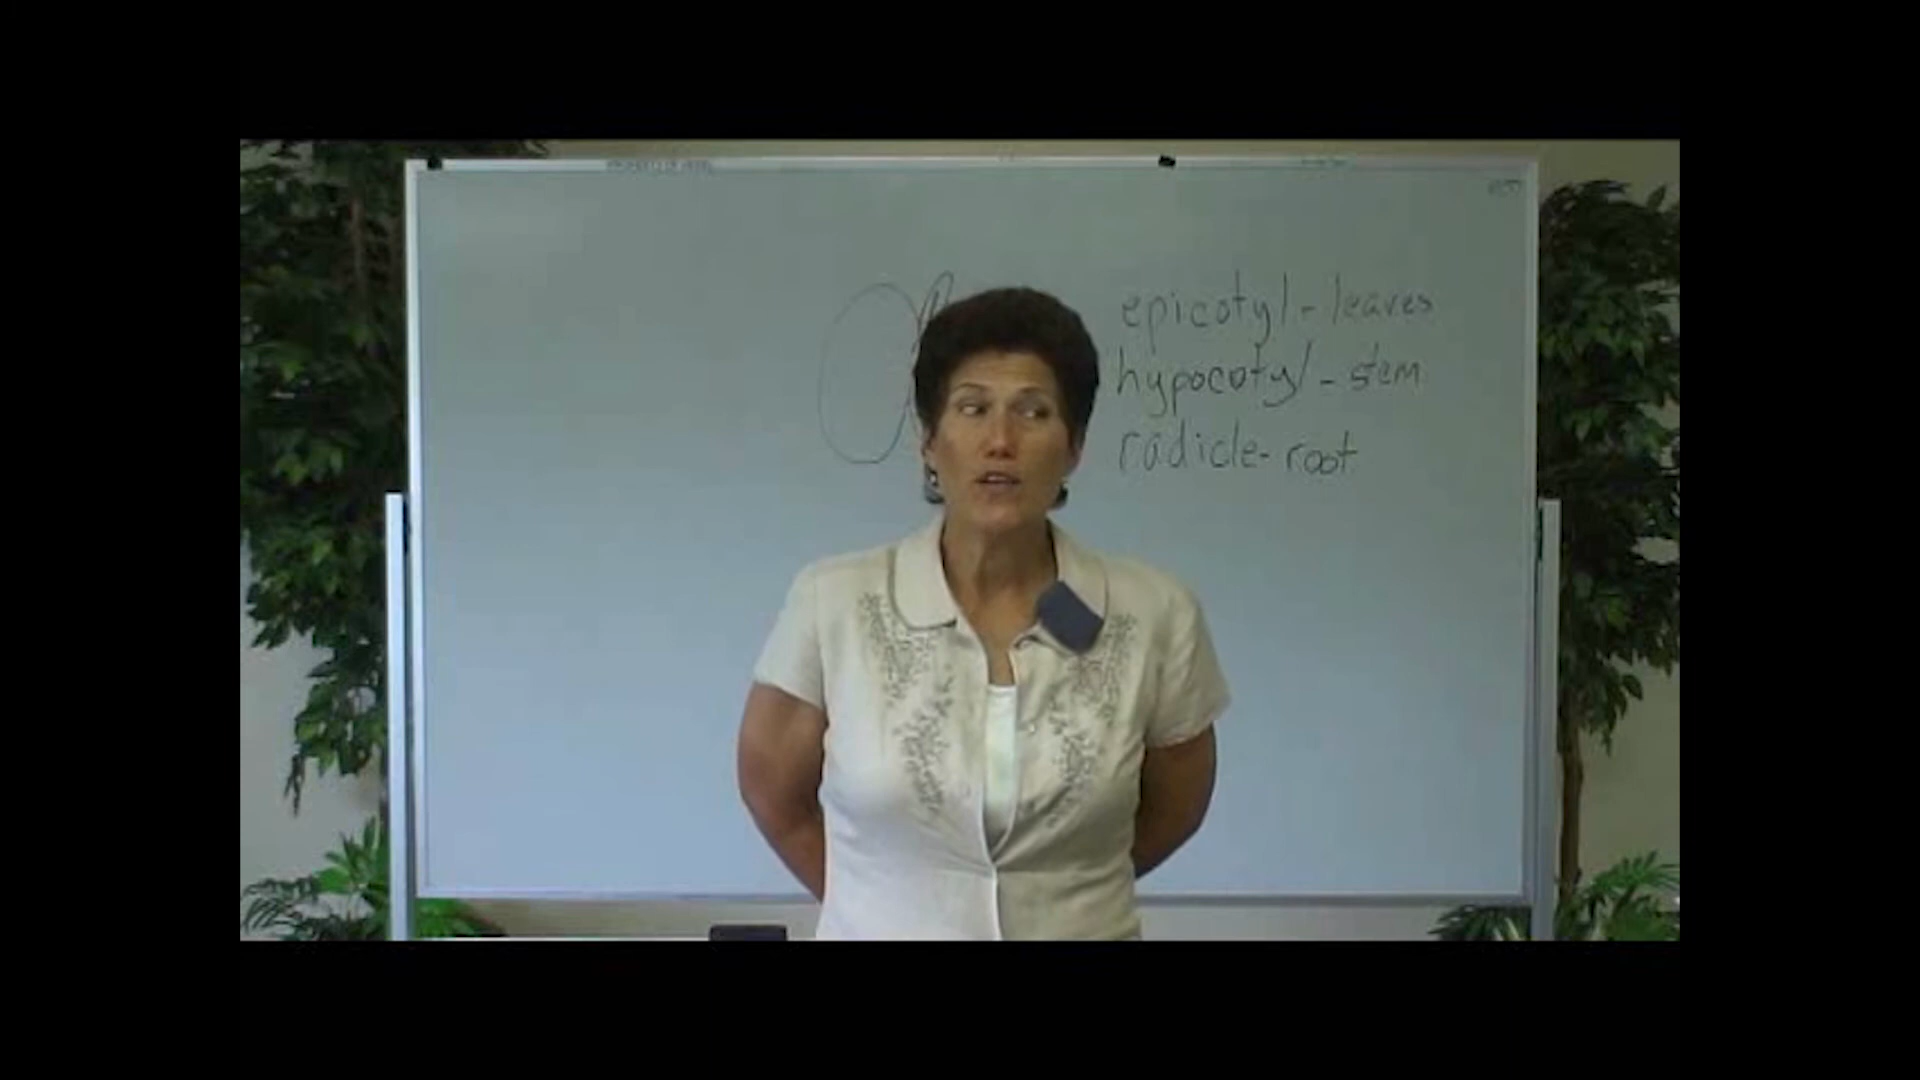 epicotyl - leaves
hypocotyl - stem
radicle - root